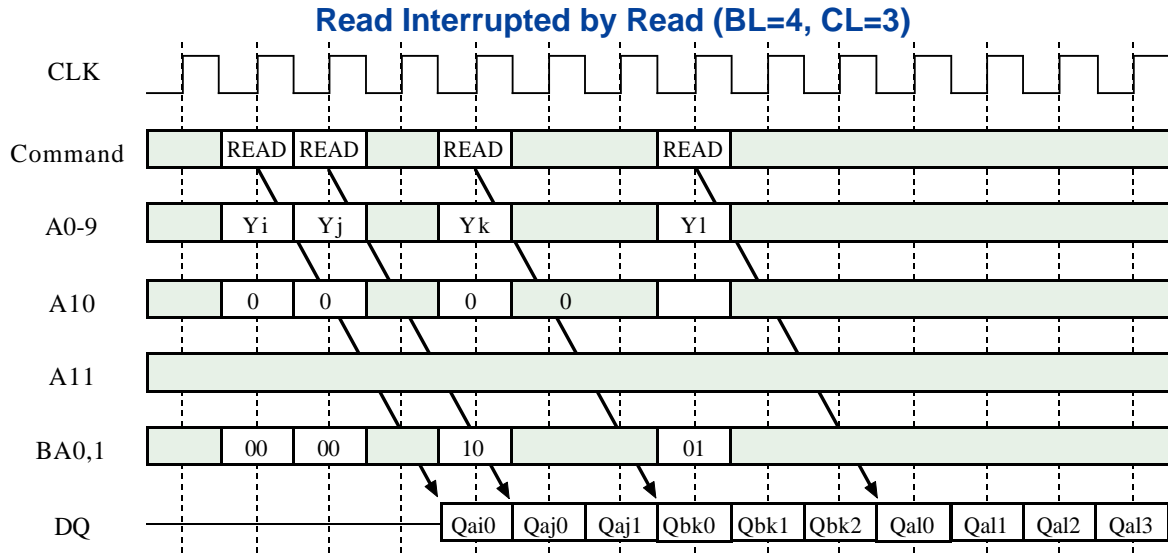 Read Interrupted by Read (BL=4, CL=3)
CLK
Command READ READ READ READ
A0-9 Yi Yj Yk Yl
A10 0 0 0 0
A11
BA0,1 00 00 10 01
DQ Qai0 Qaj0 Qaj1 Qbk0 Qbk1 Qbk2 Qal0 Qal1 Qal2 Qal3